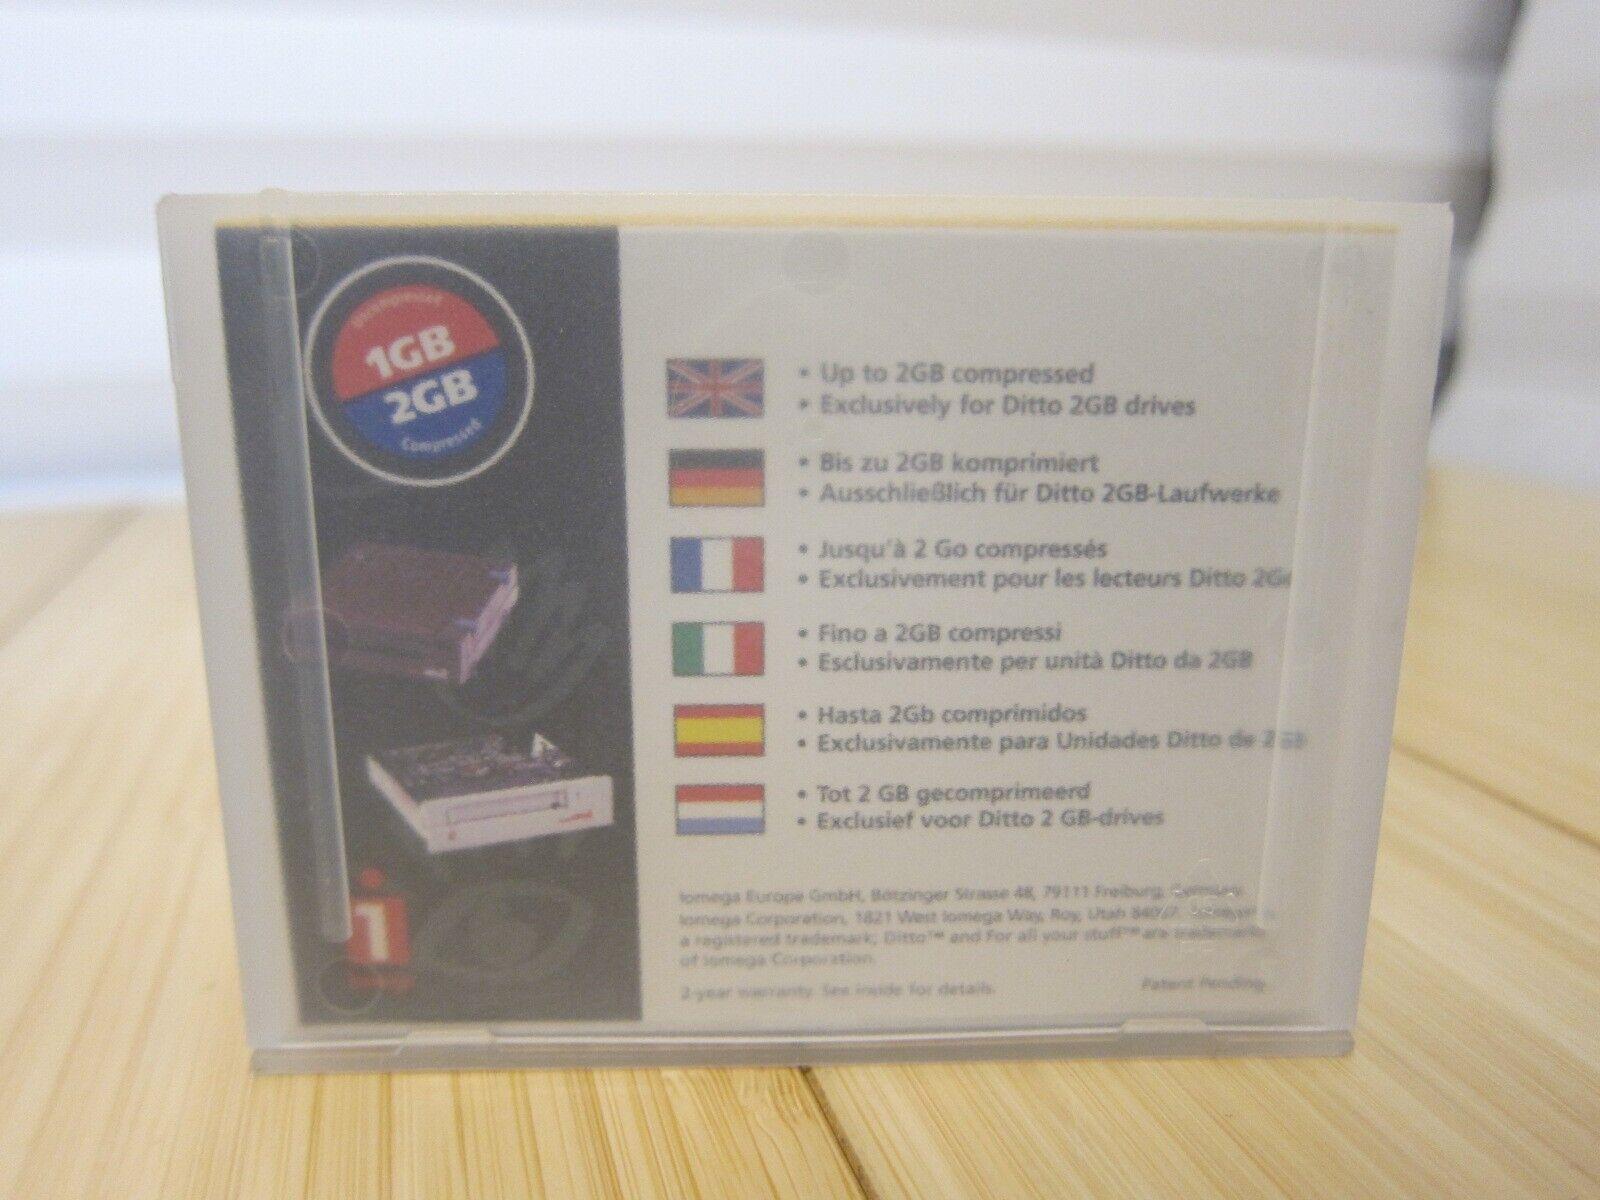 Uncompressed
1GB
2GB
Compressed
• Up to 2GB compressed
• Exclusively for Ditto 2GB drives
• Bis zu 2GB komprimiert
• Ausschließlich für Ditto 2GB-Laufwerke
• Jusqu'à 2 Go compressés
• Exclusivement pour les lecteurs Ditto 2Go
• Fino a 2GB compressi
• Esclusivamente per unità Ditto da 2GB
• Hasta 2Gb comprimidos
• Exclusivamente para Unidades Ditto de 2 GB
• Tot 2 GB gecomprimeerd
• Exclusief voor Ditto 2 GB-drives
Iomega Europe GmbH, Bötzinger Strasse 48, 79111 Freiburg, Germany.
Iomega Corporation, 1821 West Iomega Way, Roy, Utah 84067.
a registered trademark; Ditto™ and For all your stuff™ are trademarks
of Iomega Corporation.
2-year warranty. See inside for details.
Patent Pending.